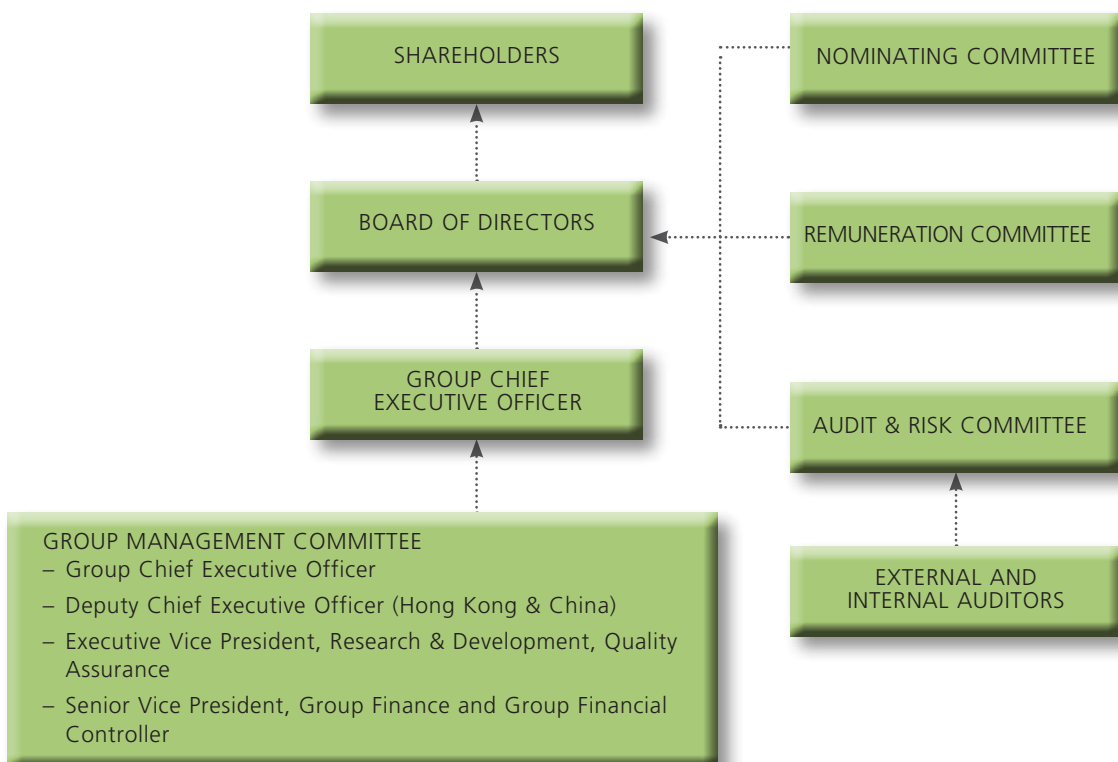 SHAREHOLDERS
NOMINATING COMMITTEE
BOARD OF DIRECTORS
REMUNERATION COMMITTEE
GROUP CHIEF
EXECUTIVE OFFICER
AUDIT & RISK COMMITTEE
GROUP MANAGEMENT COMMITTEE
– Group Chief Executive Officer
– Deputy Chief Executive Officer (Hong Kong & China)
– Executive Vice President, Research & Development, Quality
Assurance
– Senior Vice President, Group Finance and Group Financial
Controller
EXTERNAL AND
INTERNAL AUDITORS